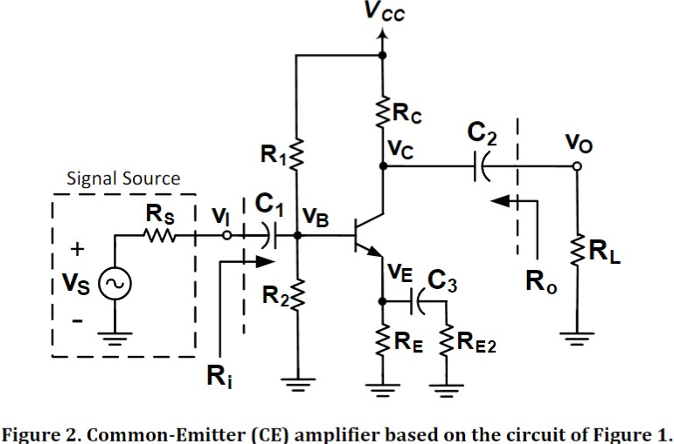 VCC
RC
C2
VO
R1
VC
Signal Source
RS
VI
C1
VB
+
VS
-
R2
VE
C3
Ro
RL
RE
RE2
Ri
Figure 2. Common-Emitter (CE) amplifier based on the circuit of Figure 1.